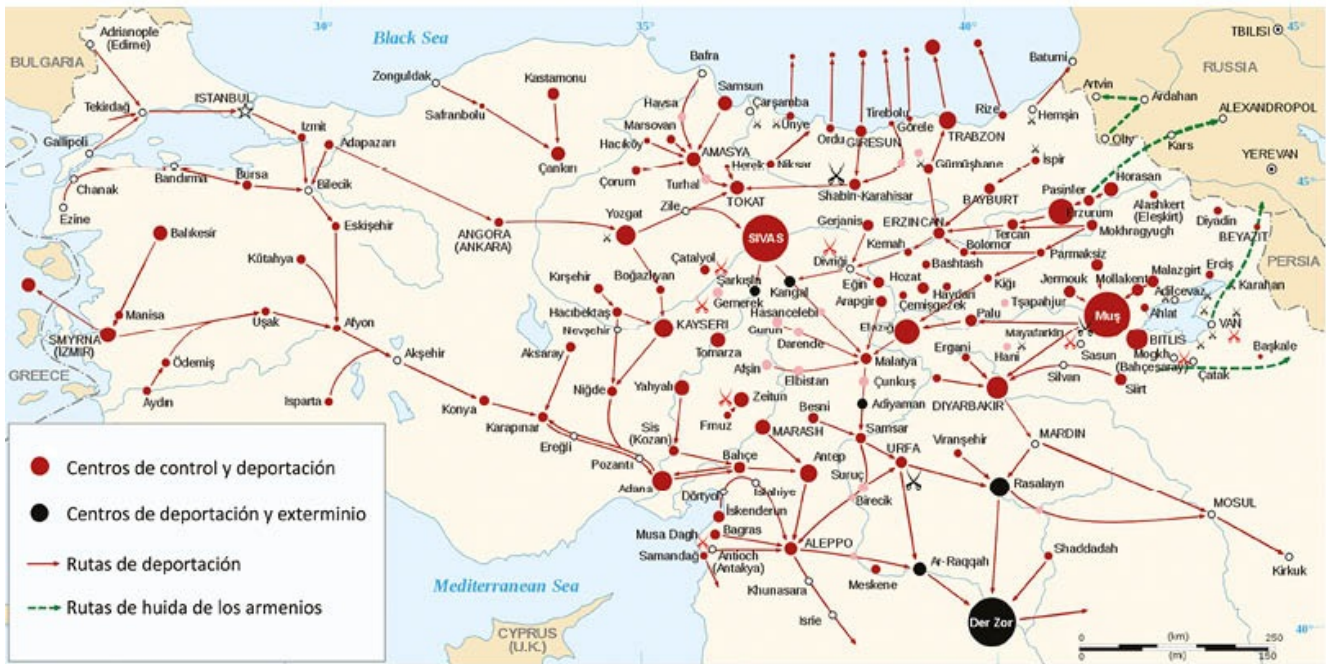 30°
35°
40°
45°
Black Sea
BULGARIA
Adrianople
(Edirne)
Tekirdağ
ISTANBUL
Gallipoli
Chanak
Ezine
Bandırma
Bursa
Izmit
Adapazarı
Bilecik
Eskişehir
Balıkesir
Kütahya
Manisa
SMYRNA
(IZMIR)
GREECE
Uşak
Afyon
Ödemiş
Aydın
Isparta
Akşehir
Konya
Karapınar
Ereğli
Zonguldak
Safranbolu
Kastamonu
Çankırı
ANGORA
(ANKARA)
Bafra
Havsa
Samsun
Marsovan
Hacıköy
AMASYA
Çorum
Turhal
Çarşamba
Ünye
Herek
Niksar
TOKAT
Zile
Yozgat
Boğazlıyan
SIVAS
Ordu
GIRESUN
Tirebolu
Görele
TRABZON
Rize
Shabin-Karahisar
Gümüşhane
Batumi
Hemşin
Artvin
Ardahan
Olty
Kars
TBILISI
RUSSIA
ALEXANDROPOL
YEREVAN
45°
İspir
BAYBURT
Pasinler
Horasan
Erzurum
Alashkert
(Eleşkirt)
Diyadin
BEYAZIT
PERSIA
Gerjanis
ERZINCAN
Tercan
Mokhragyugh
Kemah
Bolomor
Parmaksiz
Divriği
Bashtash
Eğin
Hozat
Haydari
Kiği
Jermouk
Mollakent
Malazgirt
Erciş
Adilcevaz
Karahan
Ahlat
VAN
Muş
BITLIS
Çatalyol
Şarkışla
Gemerek
Kangal
Arapgir
Çemişgezek
Tşapahjur
Kırşehir
Hacıbektaş
Nevşehir
KAYSERI
Hasancelebi
Gurun
Darende
Elazığ
Palu
Mayafarkin
Hani
Sasun
Mogkh
(Bahçesaray)
Çatak
Başkale
Aksaray
Tomarza
Malatya
Ergani
Silvan
Siirt
Afşin
Elbistan
Çunkuş
DIYARBAKIR
Niğde
Yahyalı
Zeitun
Fırnuz
Besni
Adiyaman
Samsar
MARDIN
Sis
(Kozan)
MARASH
URFA
Viranşehir
Pozantı
Bahçe
Antep
Suruç
Rasalayn
Adana
Islahiye
Birecik
MOSUL
Dörtyol
İskenderun
Musa Dagh
Bagras
ALEPPO
Samandağ
Antioch
(Antakya)
Ar-Raqqah
Shaddadah
Kirkuk
Meskene
Khunasara
Isrie
Der Zor
40°
Mediterranean Sea
CYPRUS
(U.K.)
Centros de control y deportación
Centros de deportación y exterminio
Rutas de deportación
Rutas de huida de los armenios
0 (km) 250
0 (mi) 150